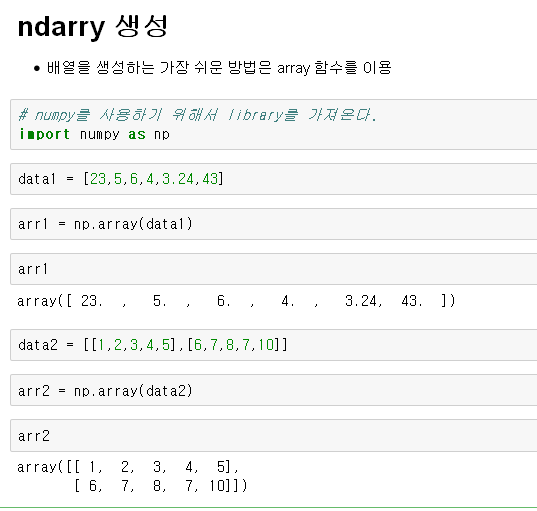 ndarry 생성
• 배열을 생성하는 가장 쉬운 방법은 array 함수를 이용
# numpy를 사용하기 위해서 library를 가져온다.
import numpy as np
data1 = [23,5,6,4,3.24,43]
arr1 = np.array(data1)
arr1
array([ 23.  ,   5.  ,   6.  ,   4.  ,   3.24,  43.  ])
data2 = [[1,2,3,4,5],[6,7,8,7,10]]
arr2 = np.array(data2)
arr2
array([[ 1,  2,  3,  4,  5],
       [ 6,  7,  8,  7, 10]])